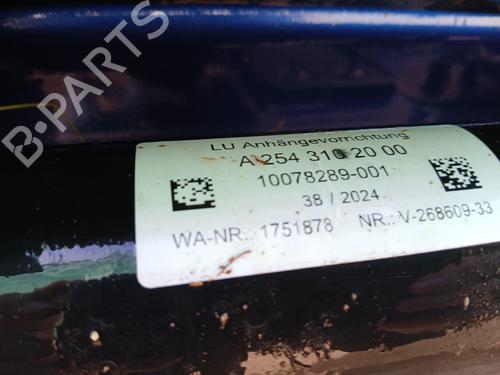 B-PARTS
LU Anhängevorrichtung
A 254 310 20 00
10078289-001
38 / 2024
WA-NR.: 1751878 NR.: V-268609-33